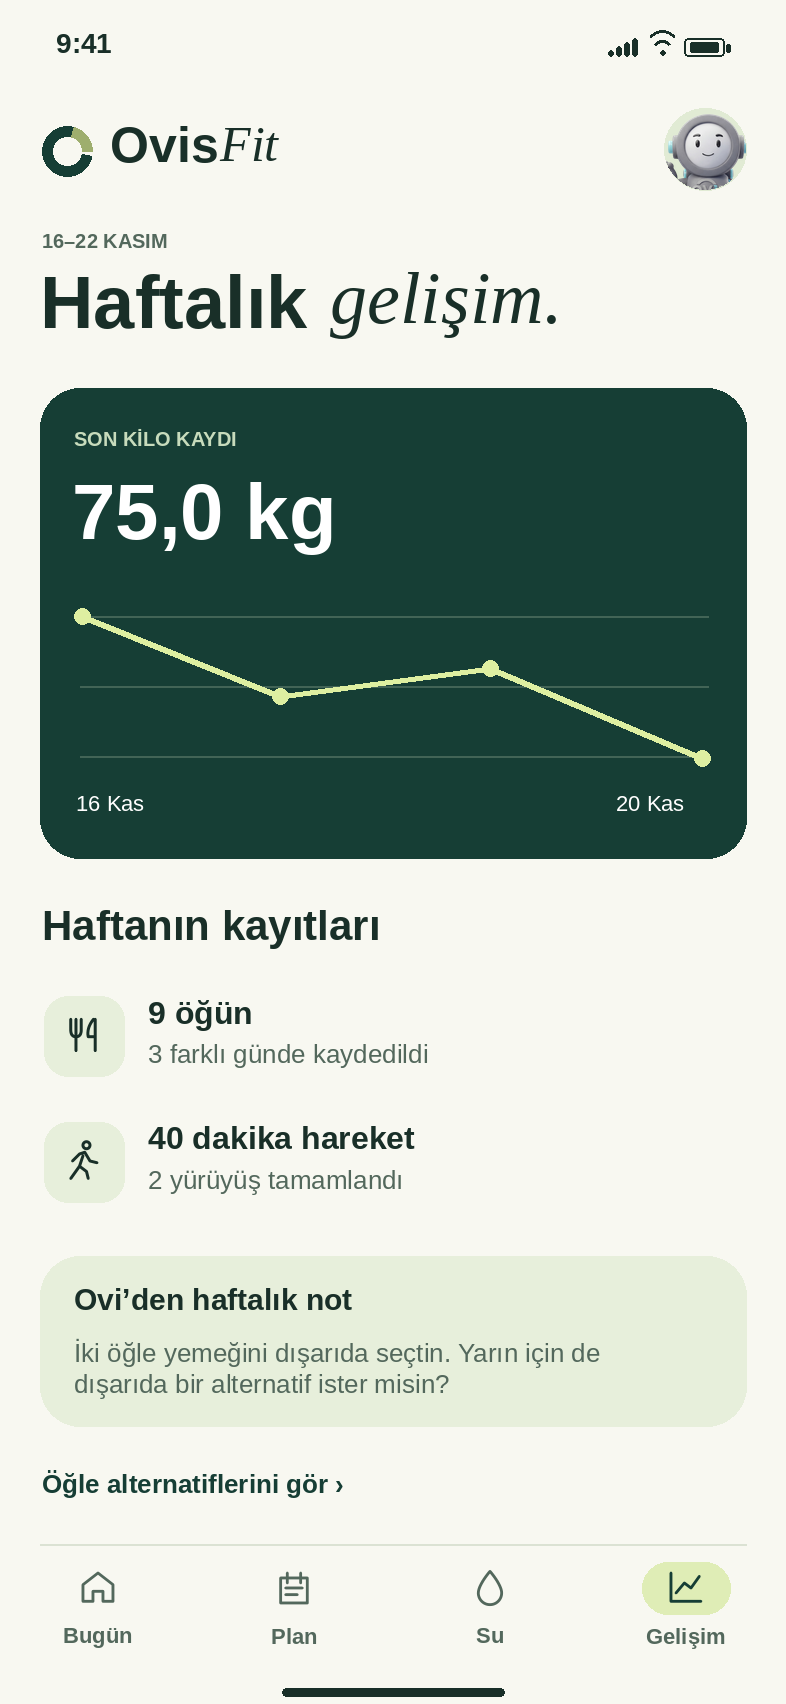 9:41
OvisFit
16–22 KASIM
Haftalık gelişim.
SON KİLO KAYDI
75,0 kg
16 Kas
20 Kas
Haftanın kayıtları
9 öğün
3 farklı günde kaydedildi
40 dakika hareket
2 yürüyüş tamamlandı
Ovi’den haftalık not
İki öğle yemeğini dışarıda seçtin. Yarın için de
dışarıda bir alternatif ister misin?
Öğle alternatiflerini gör ›
Bugün
Plan
Su
Gelişim